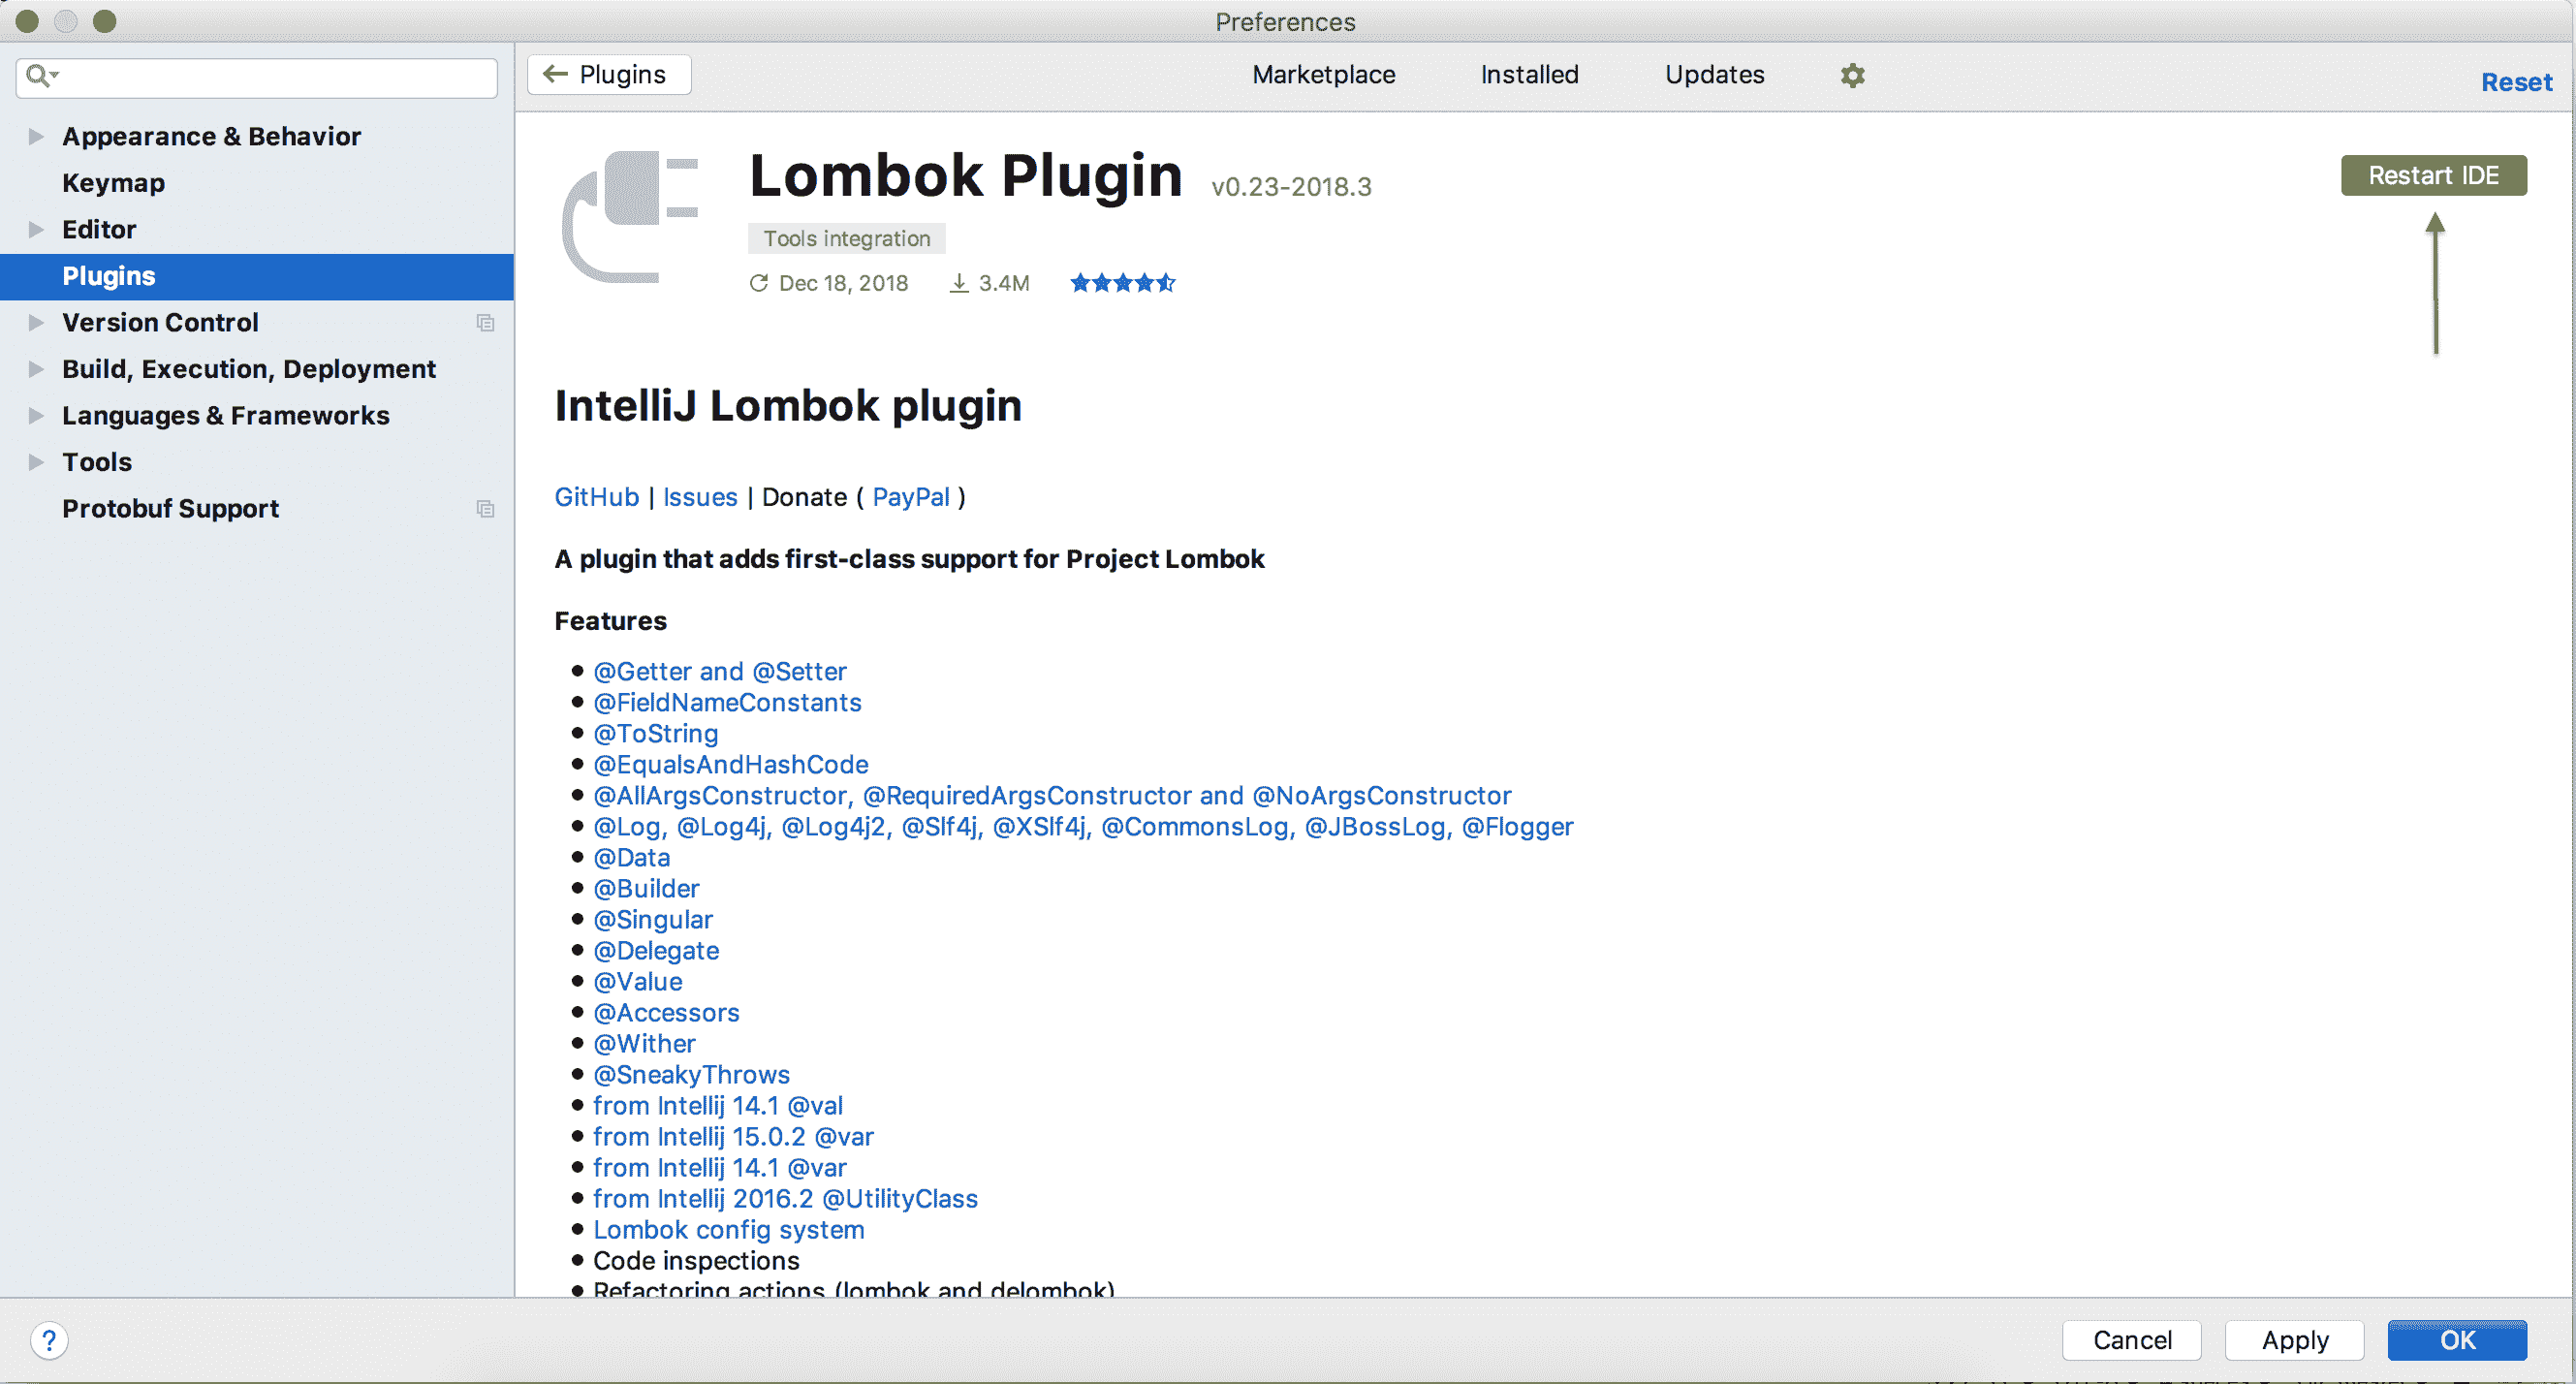 Preferences
Plugins
Marketplace
Installed
Updates
Reset
Appearance & Behavior
Keymap
Editor
Plugins
Version Control
Build, Execution, Deployment
Languages & Frameworks
Tools
Protobuf Support
Lombok Plugin v0.23-2018.3
Restart IDE
Tools integration
Dec 18, 2018 3.4M
IntelliJ Lombok plugin
GitHub | Issues | Donate ( PayPal )
A plugin that adds first-class support for Project Lombok
Features
@Getter and @Setter
@FieldNameConstants
@ToString
@EqualsAndHashCode
@AllArgsConstructor, @RequiredArgsConstructor and @NoArgsConstructor
@Log, @Log4j, @Log4j2, @Slf4j, @XSlf4j, @CommonsLog, @JBossLog, @Flogger
@Data
@Builder
@Singular
@Delegate
@Value
@Accessors
@Wither
@SneakyThrows
from Intellij 14.1 @val
from Intellij 15.0.2 @var
from Intellij 14.1 @var
from Intellij 2016.2 @UtilityClass
Lombok config system
Code inspections
Refactoring actions (lombok and delombok)
?
Cancel
Apply
OK